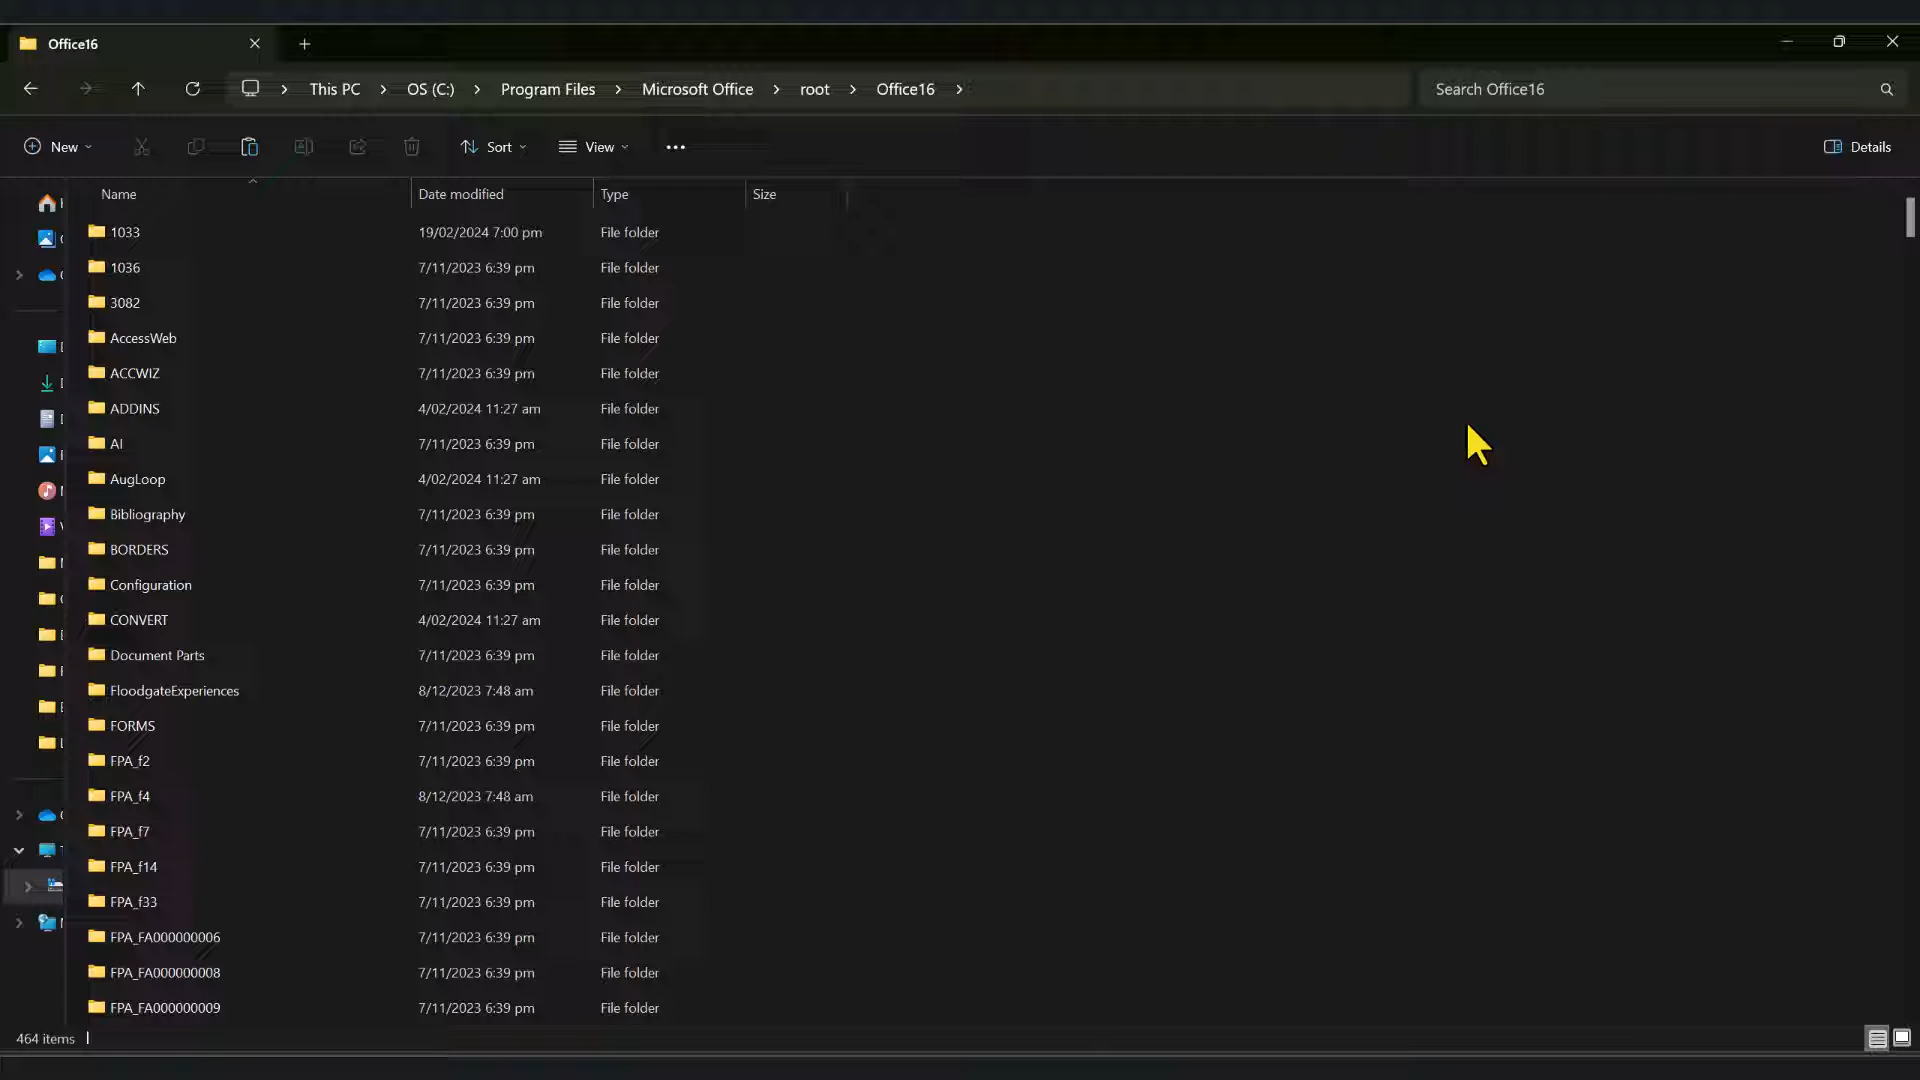 Office16
This PC > OS (C:) > Program Files > Microsoft Office > root > Office16 >
Search Office16
New
Sort
View
Details
Name Date modified Type Size
1033 19/02/2024 7:00 pm File folder
1036 7/11/2023 6:39 pm File folder
3082 7/11/2023 6:39 pm File folder
AccessWeb 7/11/2023 6:39 pm File folder
ACCWIZ 7/11/2023 6:39 pm File folder
ADDINS 4/02/2024 11:27 am File folder
AI 7/11/2023 6:39 pm File folder
AugLoop 4/02/2024 11:27 am File folder
Bibliography 7/11/2023 6:39 pm File folder
BORDERS 7/11/2023 6:39 pm File folder
Configuration 7/11/2023 6:39 pm File folder
CONVERT 4/02/2024 11:27 am File folder
Document Parts 7/11/2023 6:39 pm File folder
FloodgateExperiences 8/12/2023 7:48 am File folder
FORMS 7/11/2023 6:39 pm File folder
FPA_f2 7/11/2023 6:39 pm File folder
FPA_f4 8/12/2023 7:48 am File folder
FPA_f7 7/11/2023 6:39 pm File folder
FPA_f14 7/11/2023 6:39 pm File folder
FPA_f33 7/11/2023 6:39 pm File folder
FPA_FA000000006 7/11/2023 6:39 pm File folder
FPA_FA000000008 7/11/2023 6:39 pm File folder
FPA_FA000000009 7/11/2023 6:39 pm File folder
464 items